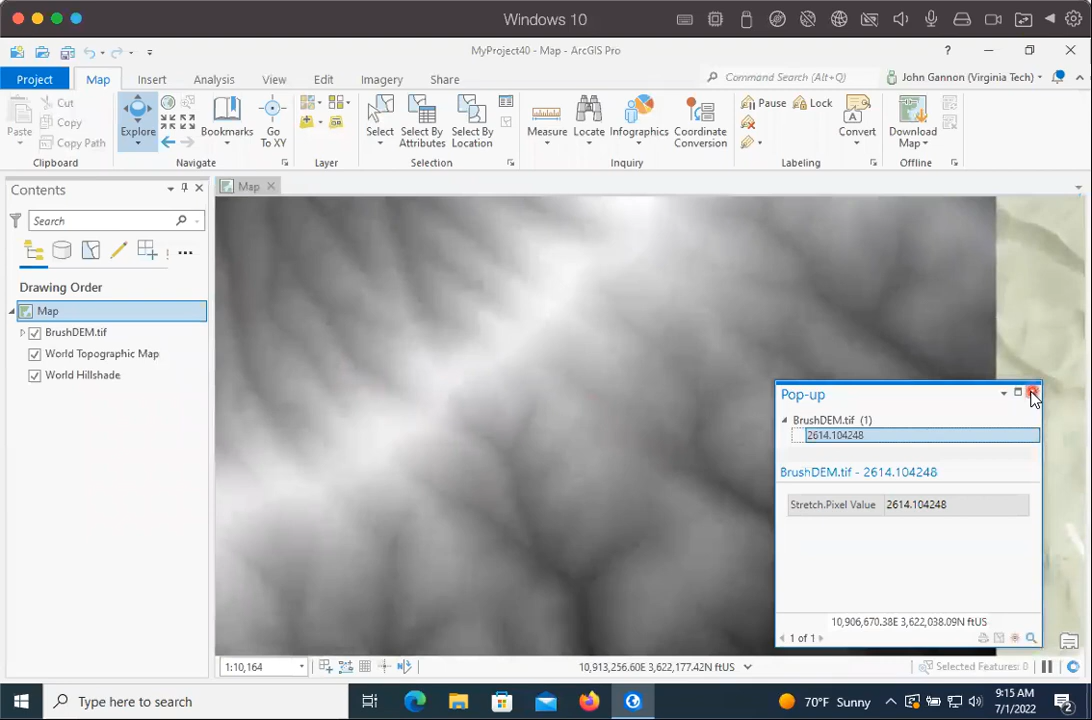 Windows 10
MyProject40 - Map - ArcGIS Pro
Project
Map
Insert
Analysis
View
Edit
Imagery
Share
Command Search (Alt+Q)
John Gannon (Virginia Tech)
Paste
Cut
Copy
Copy Path
Clipboard
Explore
Bookmarks
Go To XY
Navigate
Layer
Select
Select By Attributes
Select By Location
Selection
Measure
Locate
Infographics
Coordinate Conversion
Inquiry
Pause
Lock
Convert
Labeling
Download Map
Offline
Contents
Search
Drawing Order
Map
BrushDEM.tif
World Topographic Map
World Hillshade
Map
Pop-up
BrushDEM.tif (1)
2614.104248
BrushDEM.tif - 2614.104248
Stretch.Pixel Value 2614.104248
10,906,670.38E 3,622,038.09N ftUS
1 of 1
1:10,164
10,913,256.60E 3,622,177.42N ftUS
Selected Features: 0
Type here to search
70°F Sunny
9:15 AM
7/1/2022
2